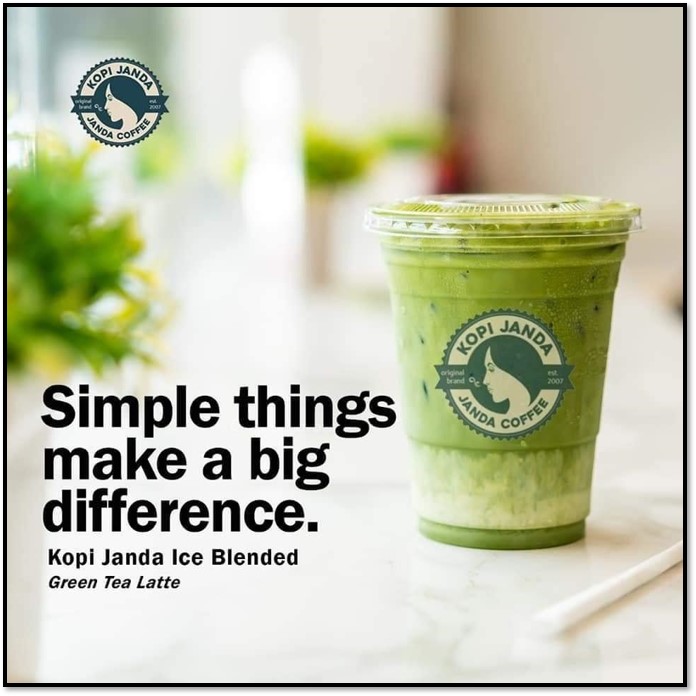 KOPI JANDA
original brand
est. 2007
JANDA COFFEE
KOPI JANDA
original brand
est. 2007
JANDA COFFEE
Simple things
make a big
difference.
Kopi Janda Ice Blended
Green Tea Latte